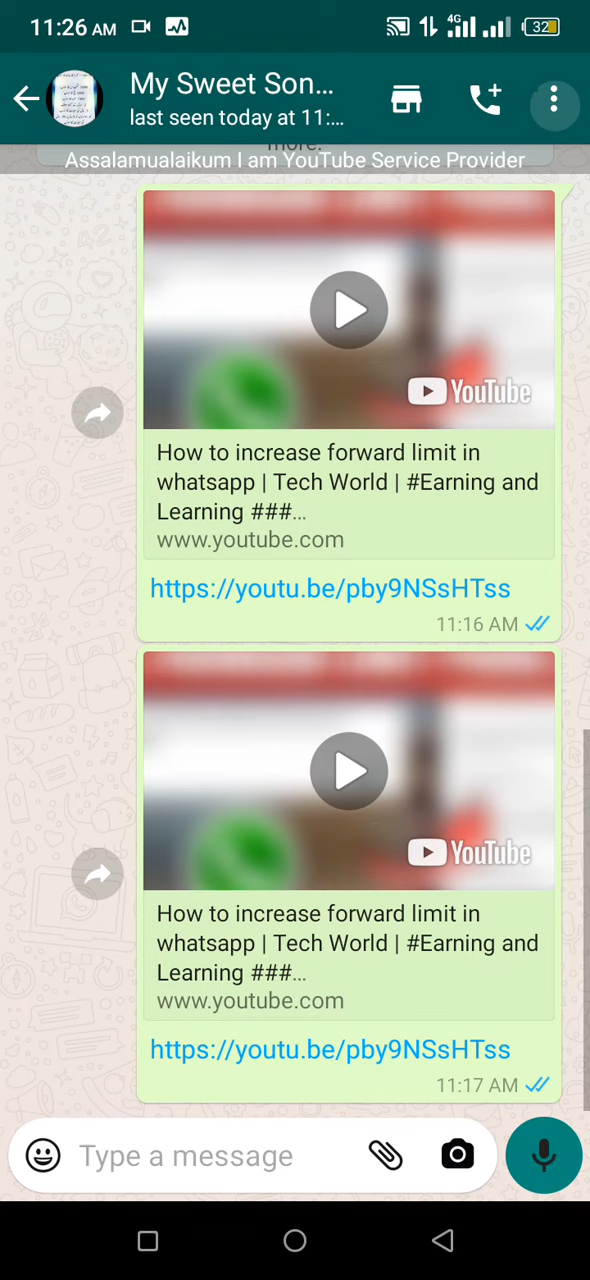 11:26 AM
4G
32
My Sweet Son...
last seen today at 11:...
more.
Assalamualaikum I am YouTube Service Provider
YouTube
How to increase forward limit in
whatsapp | Tech World | #Earning and
Learning ###...
www.youtube.com
https://youtu.be/pby9NSsHTss
11:16 AM
YouTube
How to increase forward limit in
whatsapp | Tech World | #Earning and
Learning ###...
www.youtube.com
https://youtu.be/pby9NSsHTss
11:17 AM
Type a message